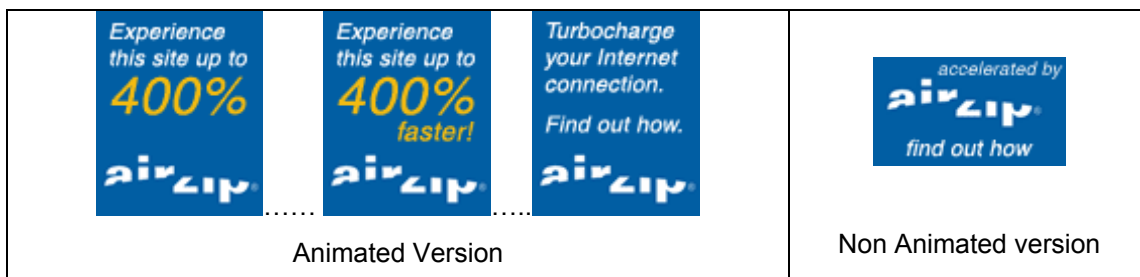 Experience
this site up to
400%
airzip®
......
Experience
this site up to
400%
faster!
airzip®
.....
Turbocharge
your Internet
connection.
Find out how.
airzip®
Animated Version
accelerated by
airzip®
find out how
Non Animated version